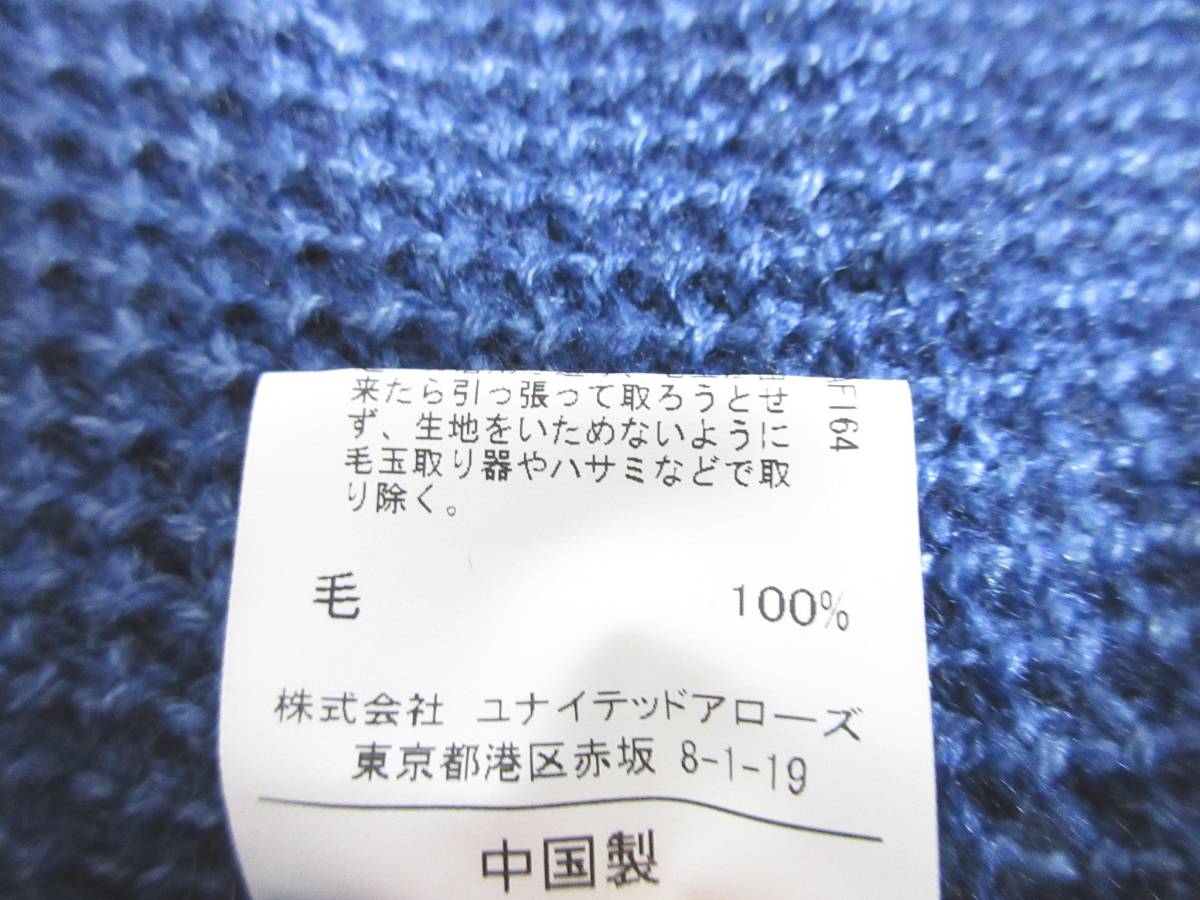 来たら引っ張って取ろうとせ
ず、生地をいためないように
毛玉取り器やハサミなどで取
り除く。
毛 100%
株式会社 ユナイテッドアローズ
東京都港区赤坂 8-1-19
中国製